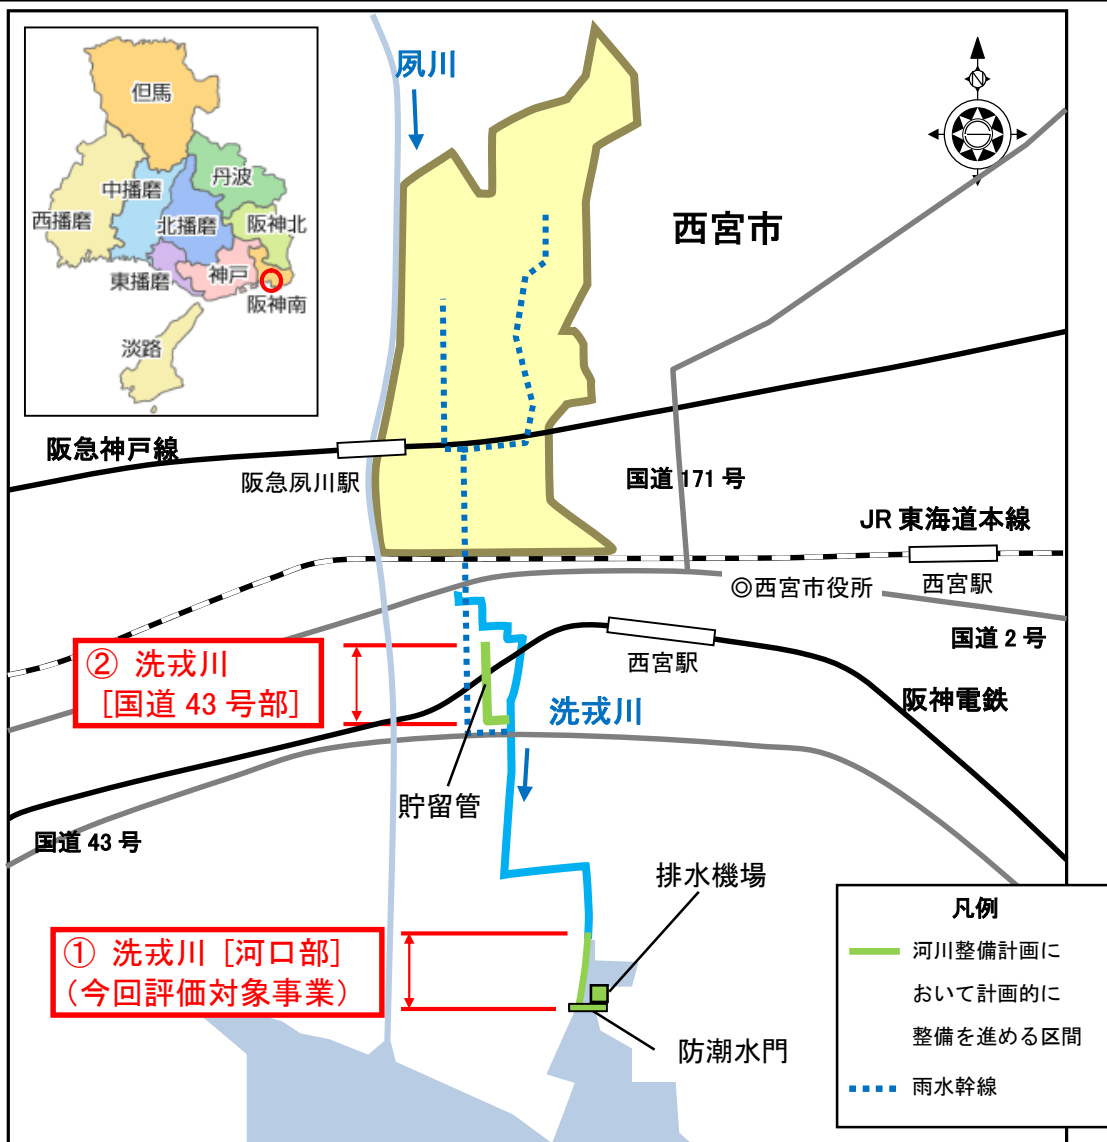 但馬
中播磨
丹波
西播磨
北播磨
阪神北
東播磨
神戸
阪神南
淡路
夙川
N
西宮市
阪急神戸線
阪急夙川駅
国道 171 号
JR 東海道本線
西宮駅
◎西宮市役所
国道 2 号
② 洗戎川
[国道 43 号部]
西宮駅
洗戎川
阪神電鉄
貯留管
国道 43 号
排水機場
① 洗戎川 [河口部]
(今回評価対象事業)
防潮水門
凡例
河川整備計画に
おいて計画的に
整備を進める区間
雨水幹線